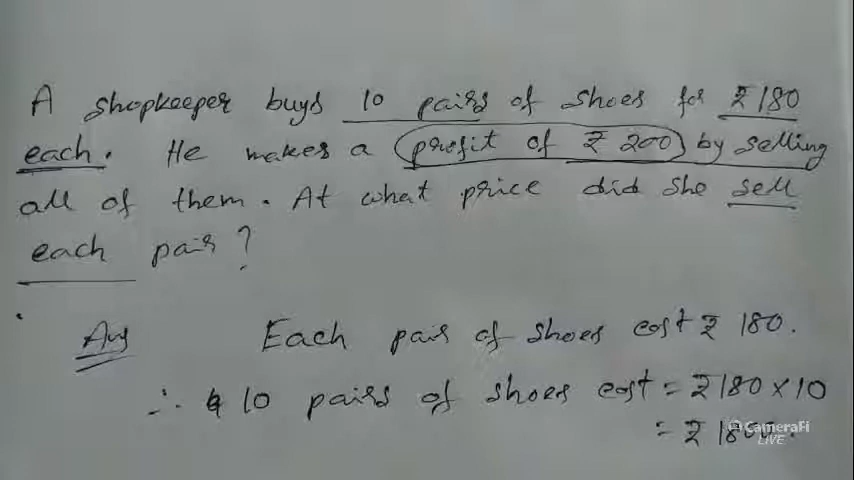 A shopkeeper buys 10 pairs of shoes for ₹180
each. He makes a profit of ₹ 200 by selling
all of them. At what price did she sell
each pair?
Ans Each pair of shoes cost ₹ 180.
∴ 10 pairs of shoes cost = ₹180 × 10
= ₹ 1800.
CameraFi
LIVE